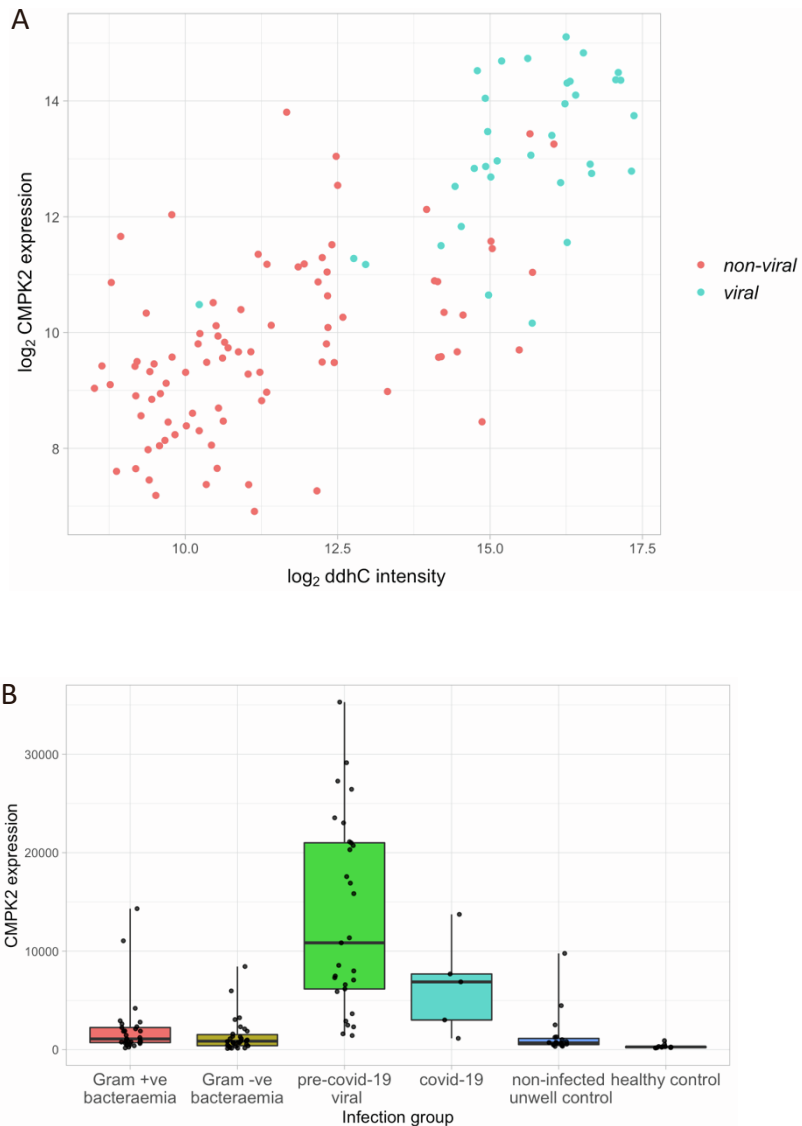 A
14
12
10
8
log₂ CMPK2 expression
10.0 12.5 15.0 17.5
log₂ ddhC intensity
non-viral
viral
B
30000
20000
10000
0
CMPK2 expression
Gram +ve bacteraemia
Gram -ve bacteraemia
pre-covid-19 viral
covid-19
non-infected unwell control
healthy control
Infection group